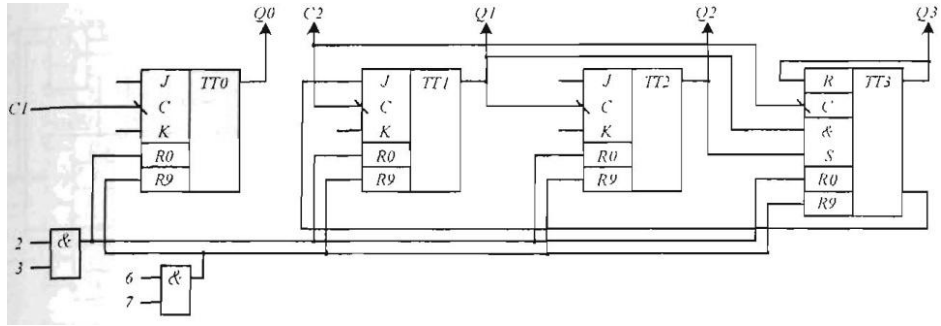 Q0 C2 Q1 Q2 Q3
J TT0 J TT1 J TT2 R TT3
C1 C C C C
K K K &
R0 R0 R0 S
R9 R9 R9 R0
R9
2 & 6 &
3 7